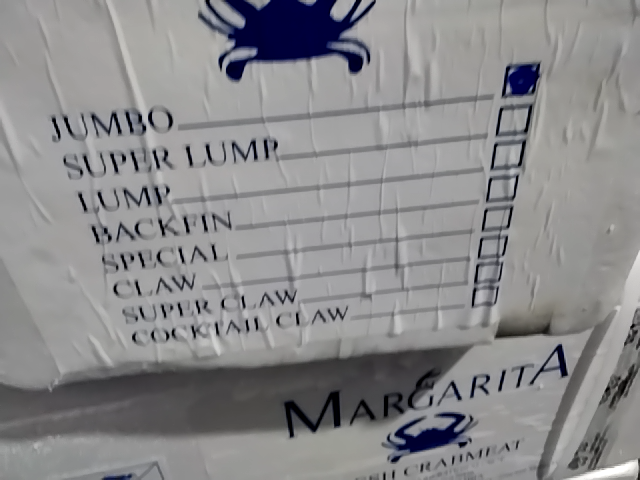 JUMBO
SUPER LUMP
LUMP
BACKFIN
SPECIAL
CLAW
SUPER CLAW
COCKTAIL CLAW
MARGARITA
CRABMEAT